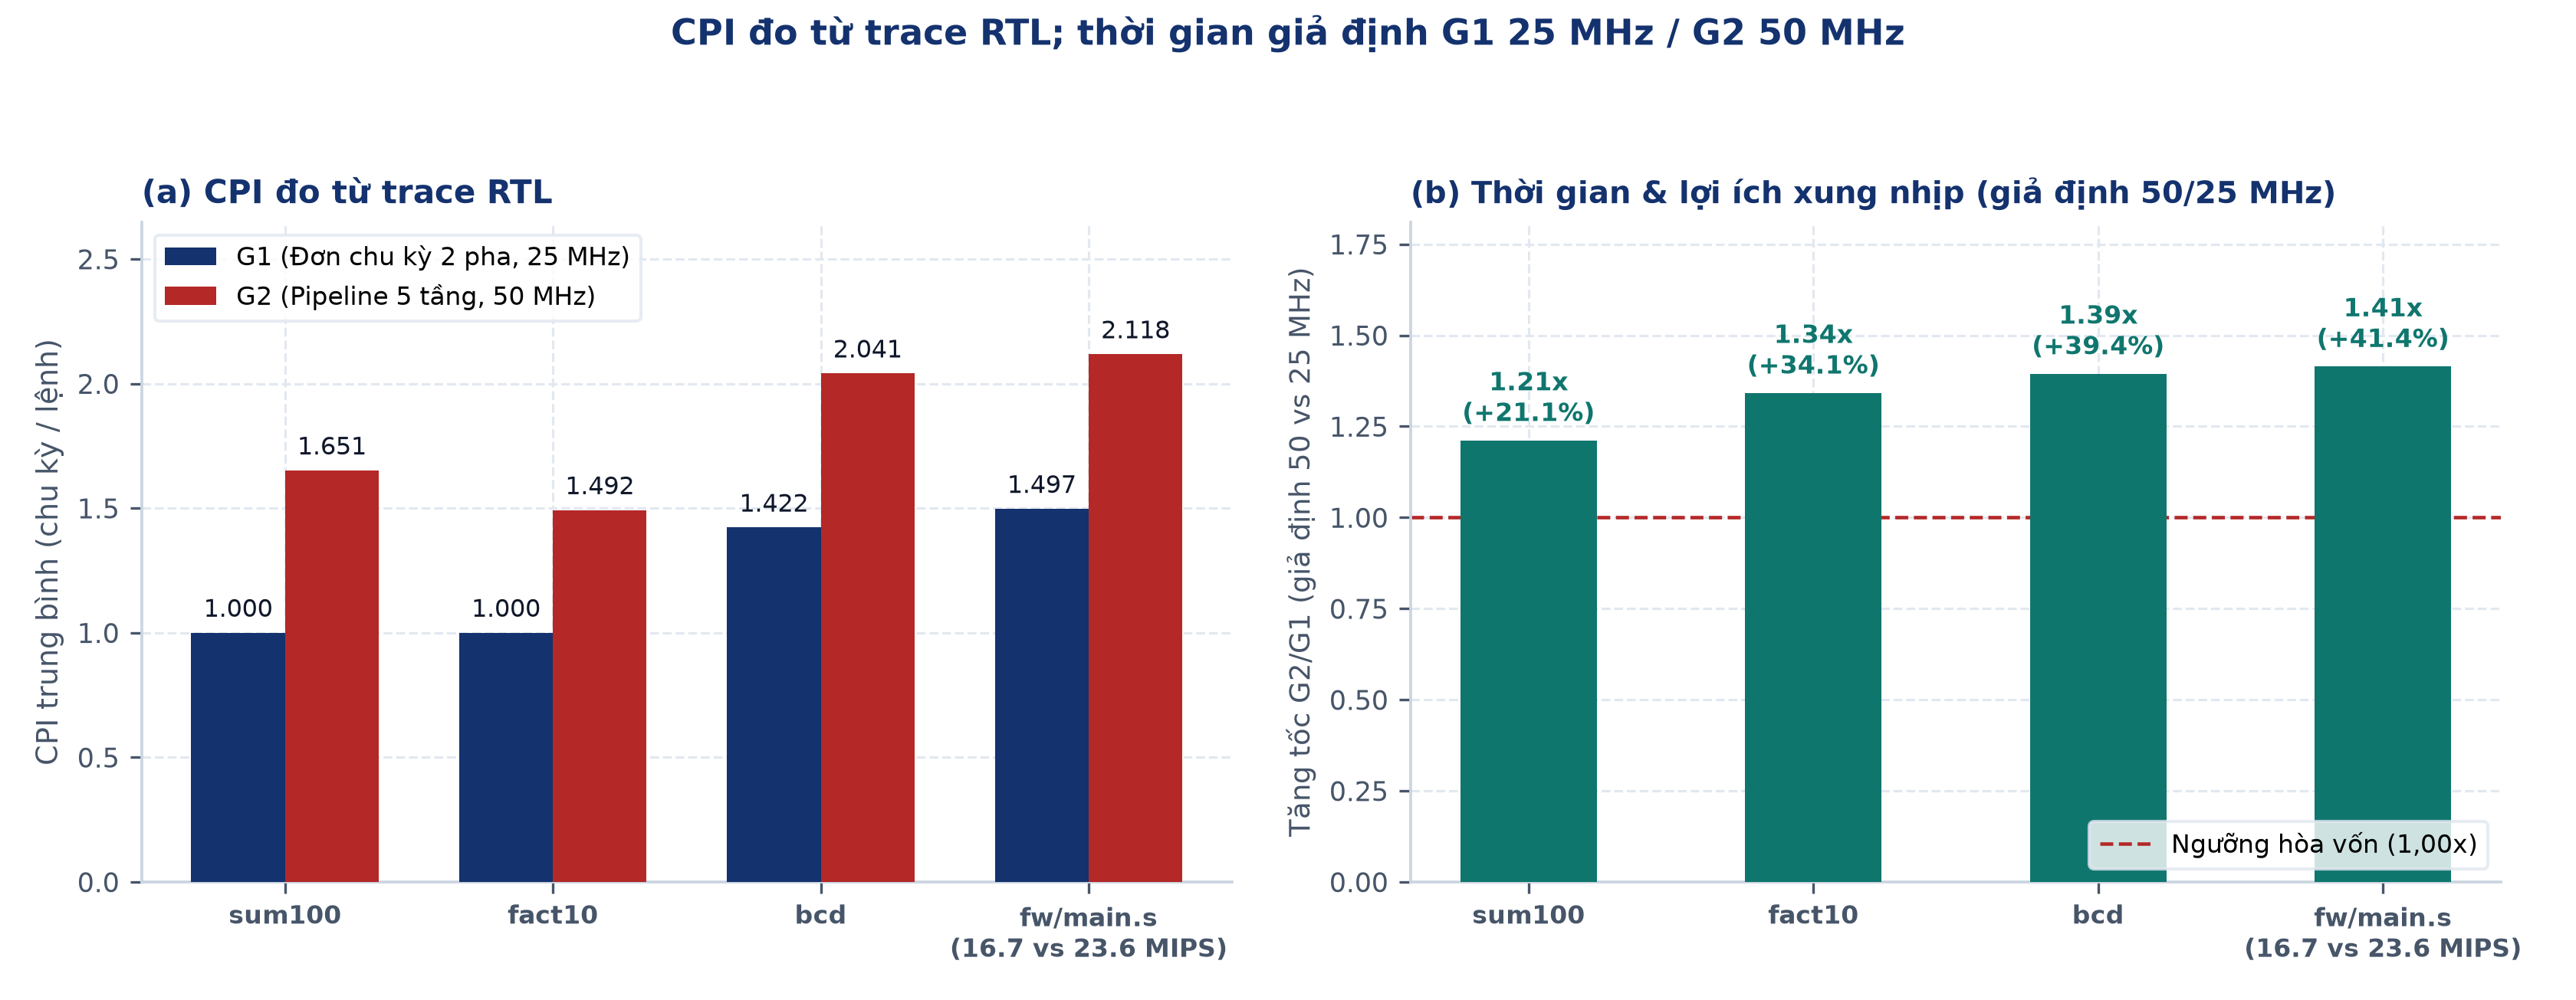 CPI đo từ trace RTL; thời gian giả định G1 25 MHz / G2 50 MHz
(a) CPI đo từ trace RTL
CPI trung bình (chu kỳ / lệnh)
2.5
2.0
1.5
1.0
0.5
0.0
G1 (Đơn chu kỳ 2 pha, 25 MHz)
G2 (Pipeline 5 tầng, 50 MHz)
1.000
1.651
1.000
1.492
1.422
2.041
1.497
2.118
sum100
fact10
bcd
fw/main.s
(16.7 vs 23.6 MIPS)
(b) Thời gian & lợi ích xung nhịp (giả định 50/25 MHz)
Tăng tốc G2/G1 (giả định 50 vs 25 MHz)
1.75
1.50
1.25
1.00
0.75
0.50
0.25
0.00
1.21x
(+21.1%)
1.34x
(+34.1%)
1.39x
(+39.4%)
1.41x
(+41.4%)
Ngưỡng hòa vốn (1,00x)
sum100
fact10
bcd
fw/main.s
(16.7 vs 23.6 MIPS)